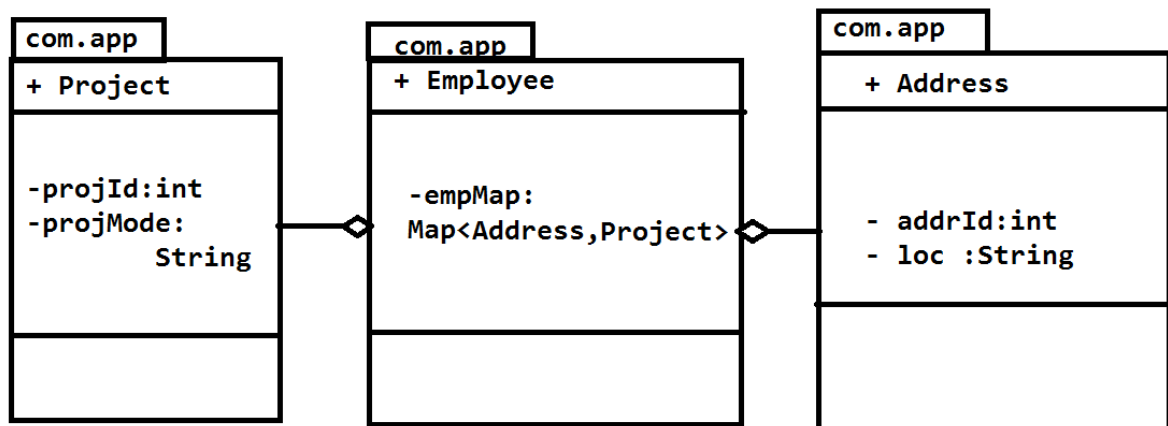 com.app
+ Project
-projId:int
-projMode:
String
com.app
+ Employee
-empMap:
Map<Address,Project>
com.app
+ Address
- addrId:int
- loc :String